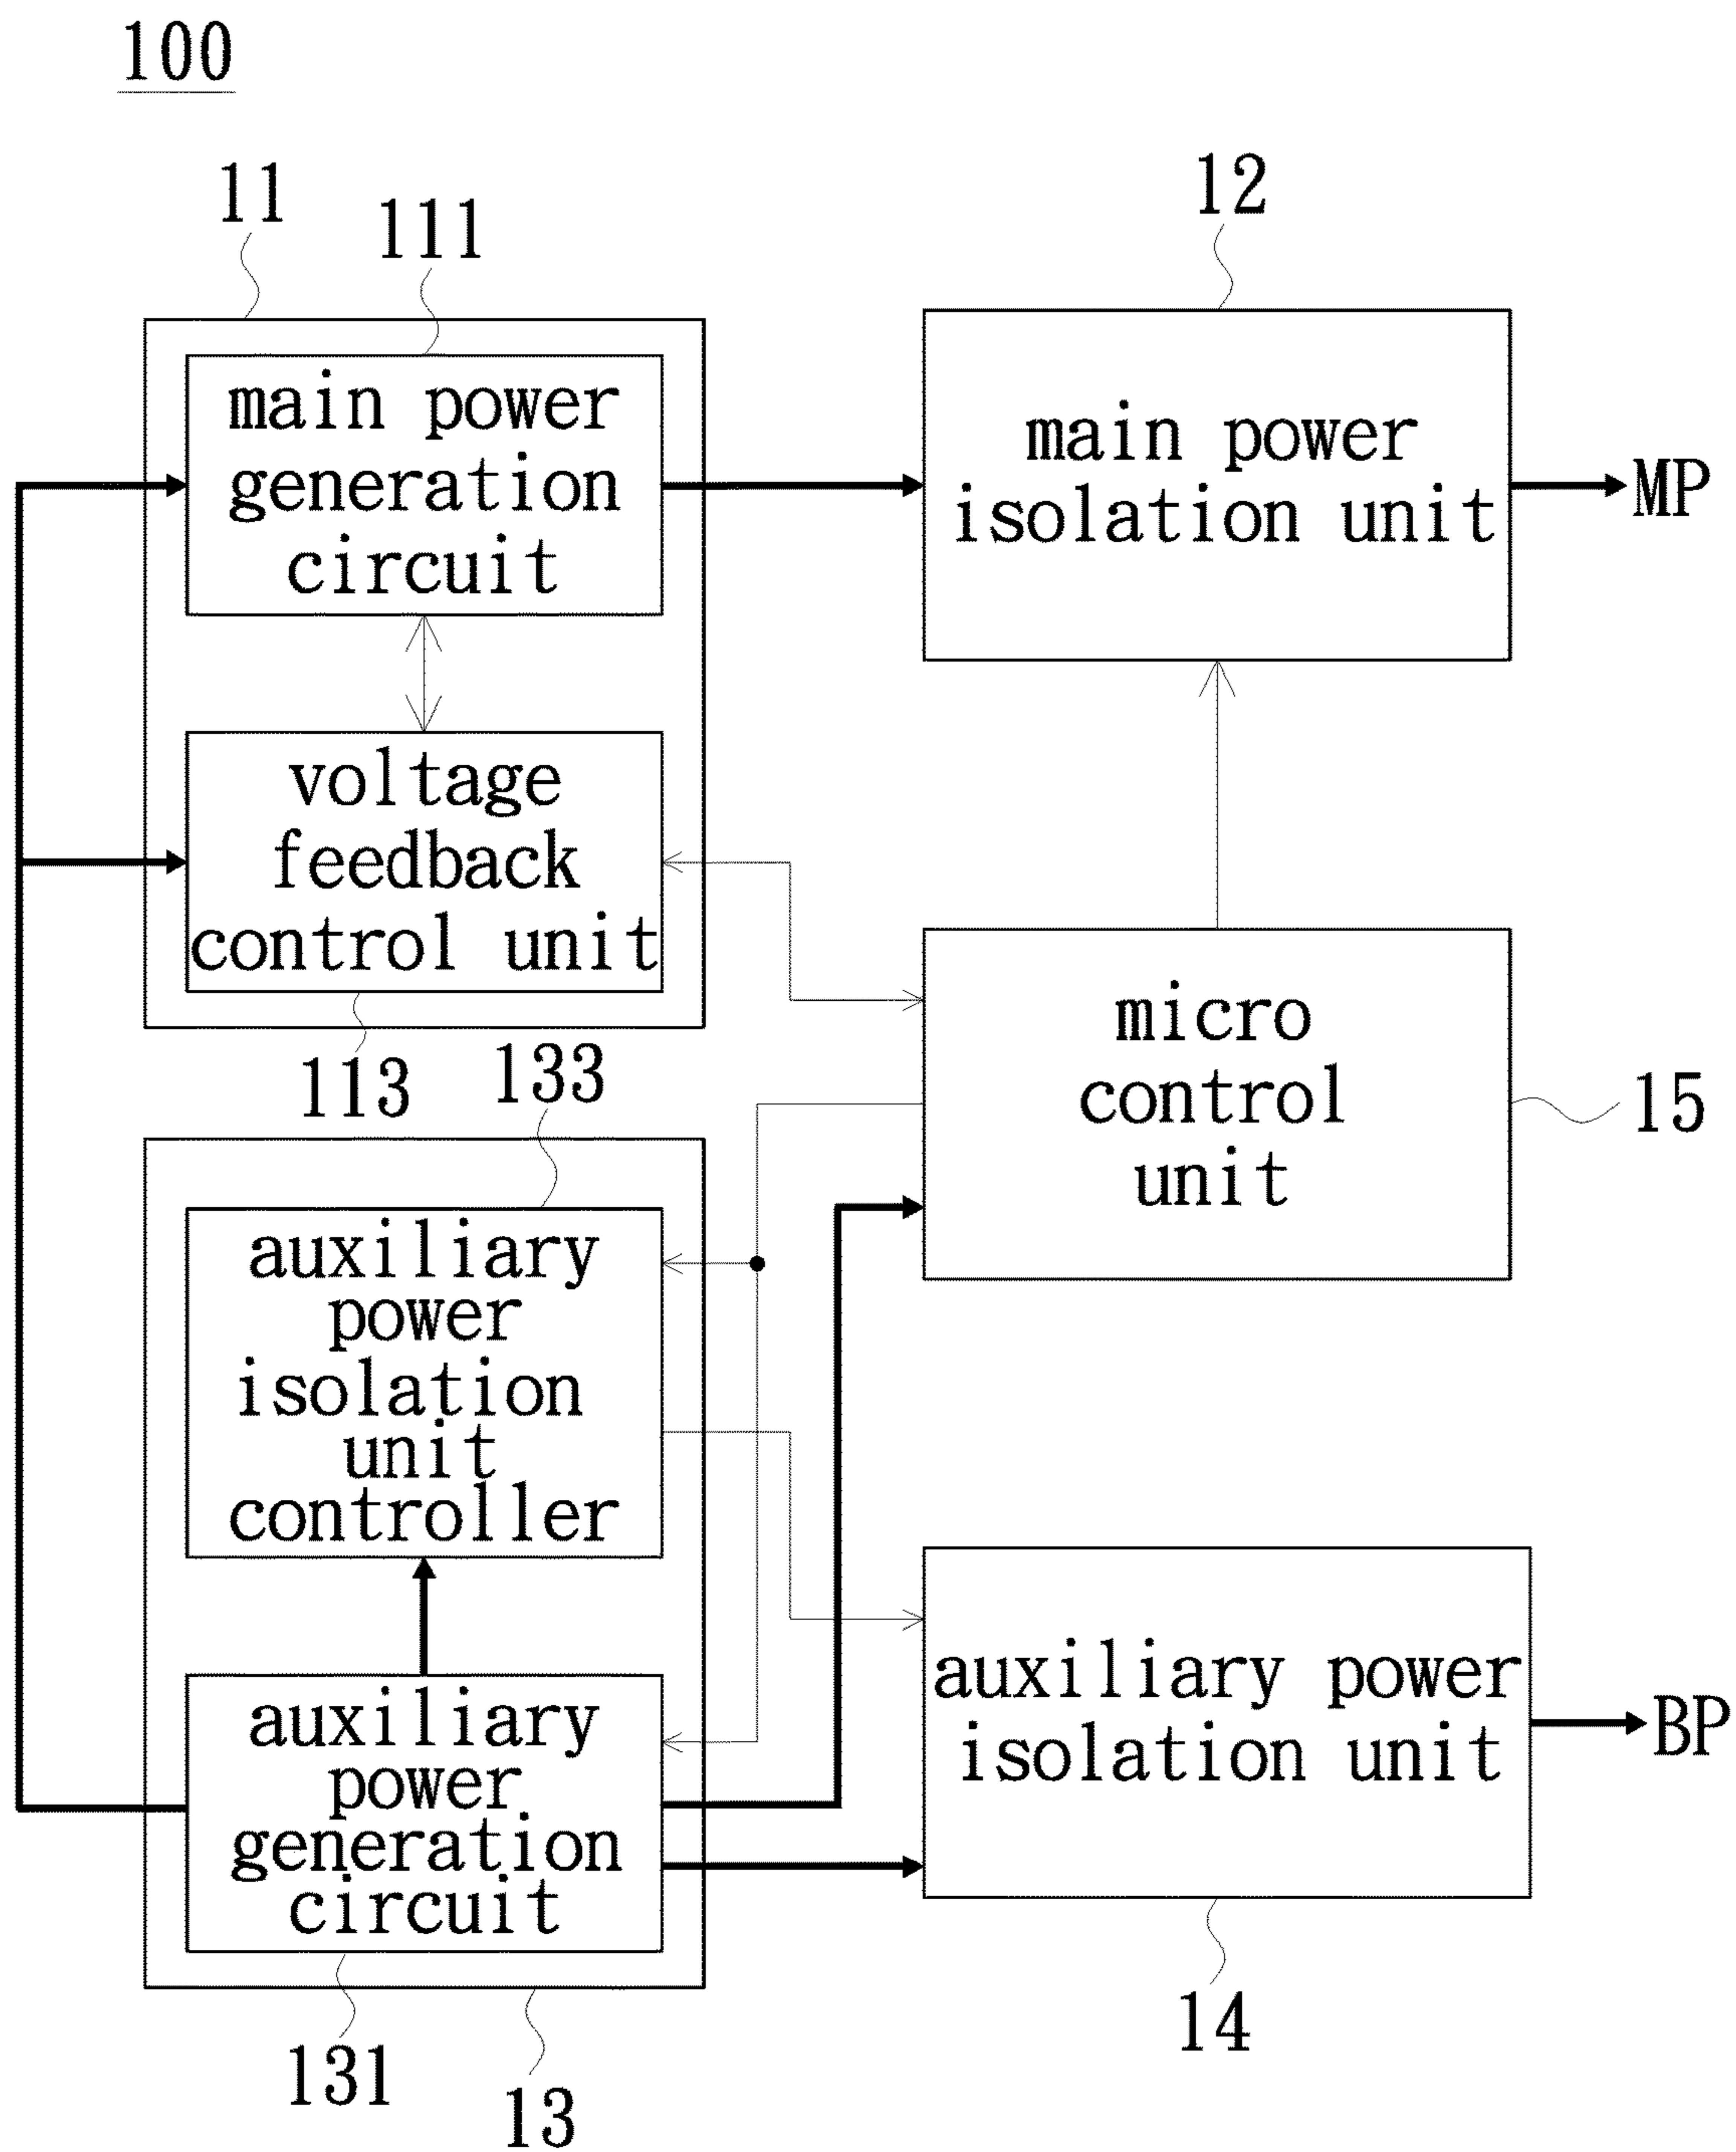 100
11
111
12
main power
generation
circuit
main power
isolation unit
MP
voltage
feedback
control unit
micro
control
unit
15
113
133
auxiliary
power
isolation
unit
controller
auxiliary power
isolation unit
BP
auxiliary
power
generation
circuit
14
131
13